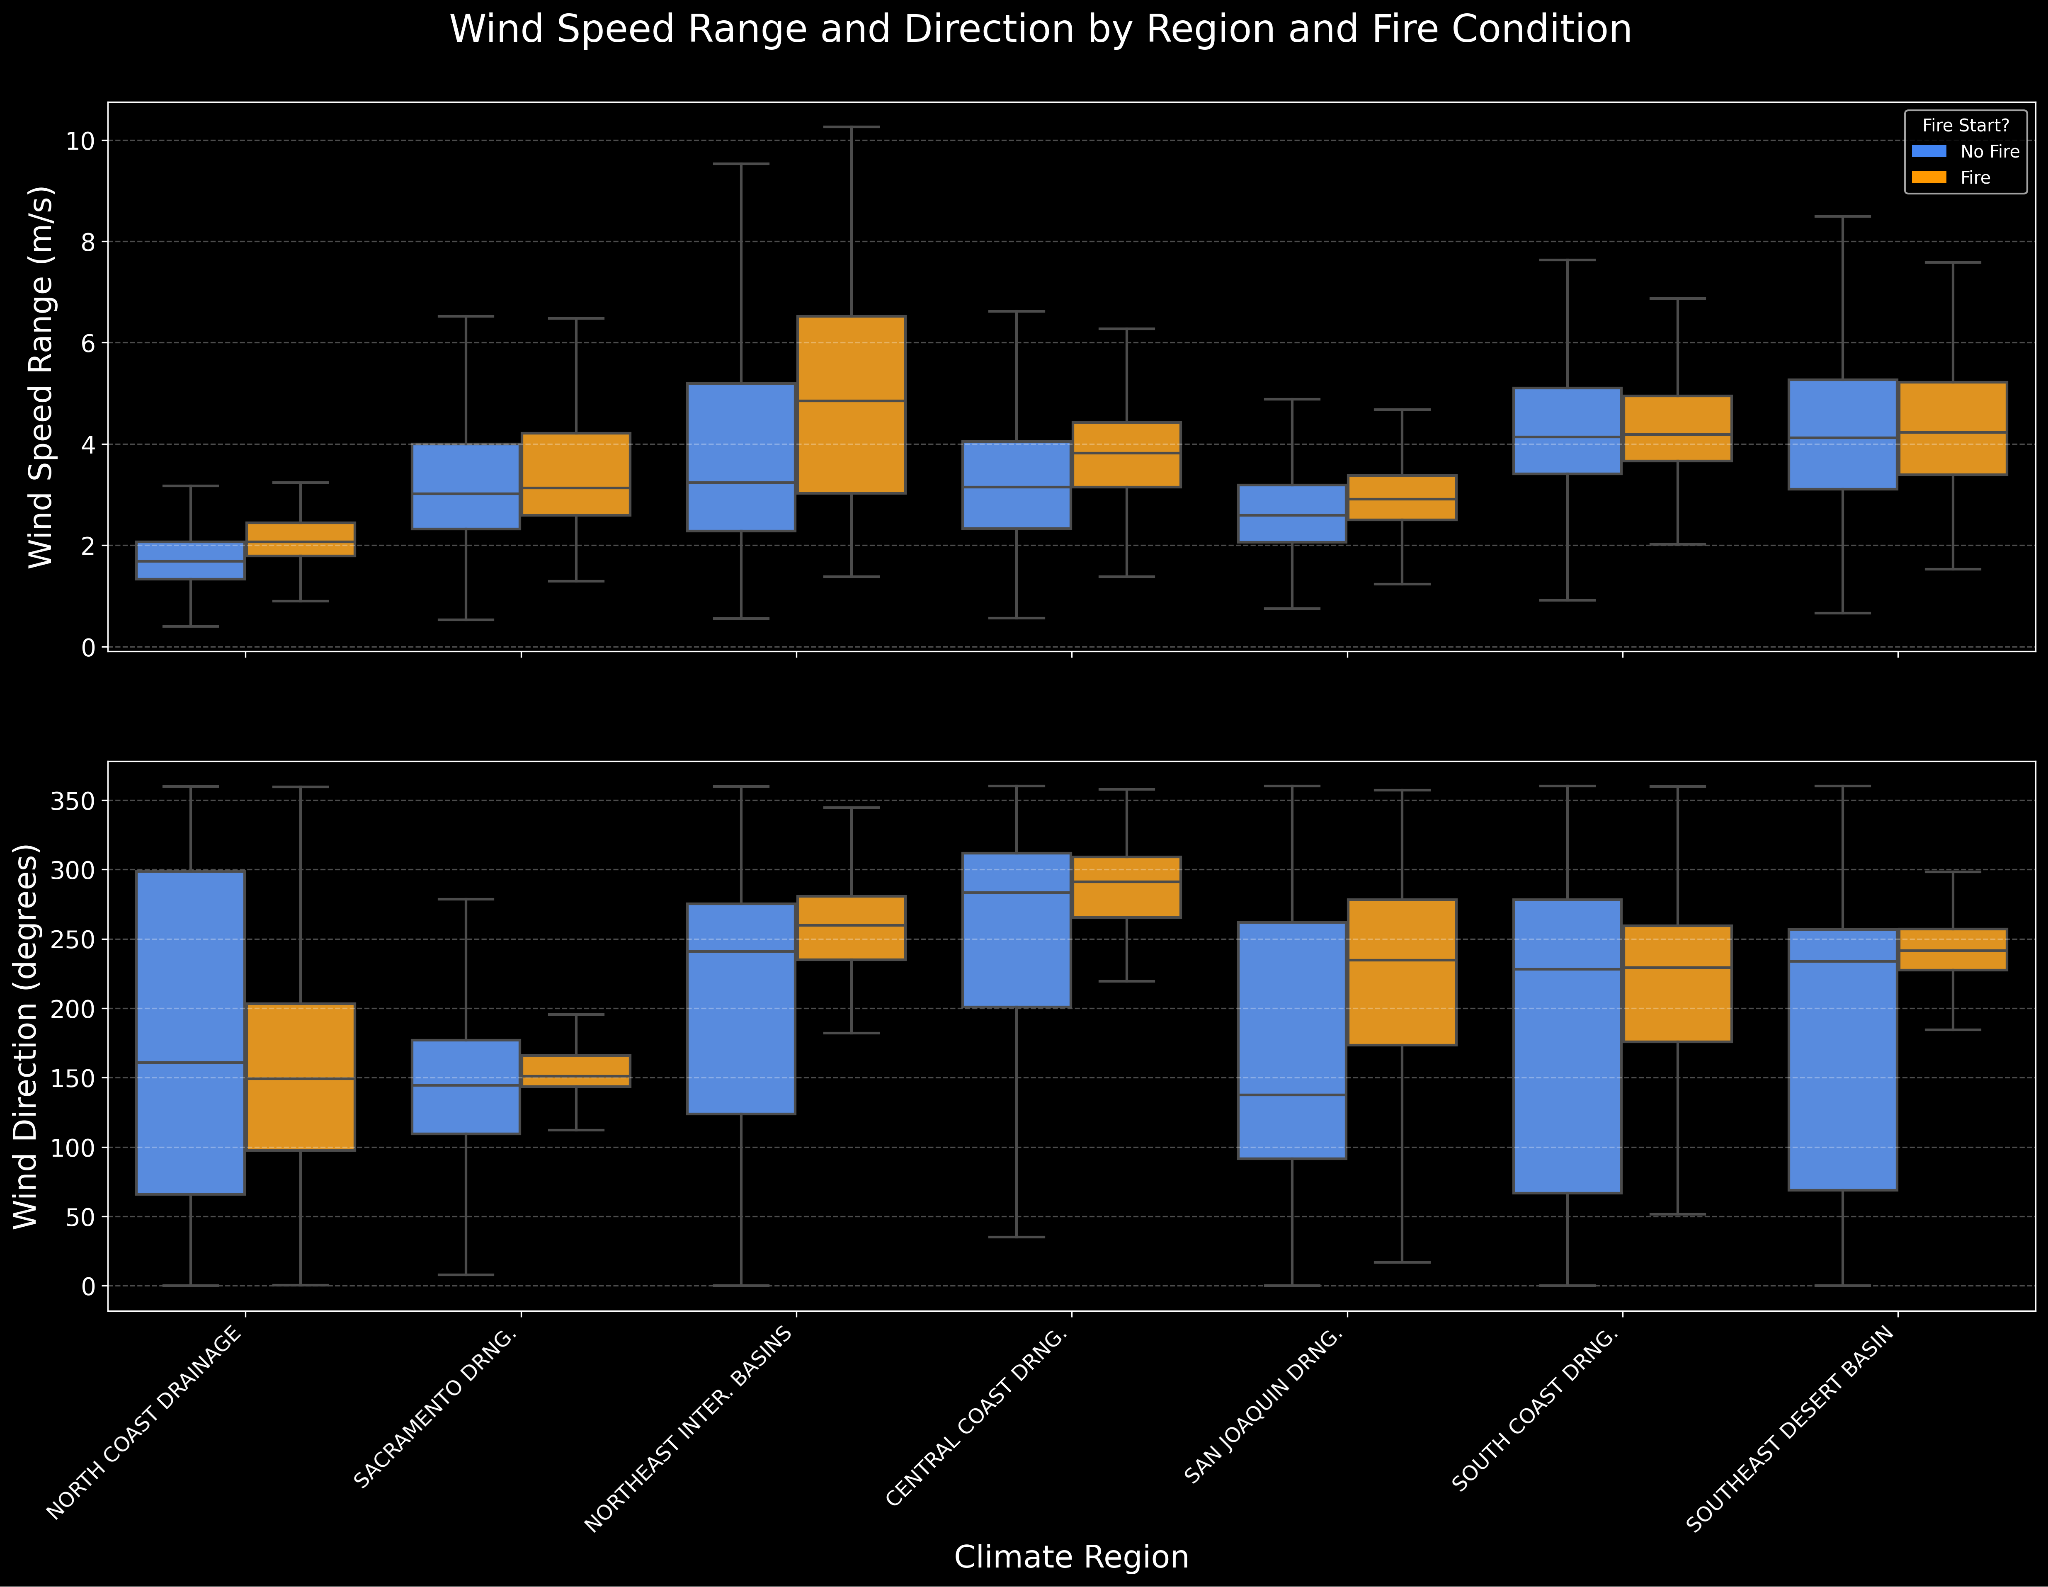 Wind Speed Range and Direction by Region and Fire Condition
Wind Speed Range (m/s)
10
8
6
4
2
0
Fire Start?
No Fire
Fire
Wind Direction (degrees)
350
300
250
200
150
100
50
0
NORTH COAST DRAINAGE
SACRAMENTO DRNG.
NORTHEAST INTER. BASINS
CENTRAL COAST DRNG.
SAN JOAQUIN DRNG.
SOUTH COAST DRNG.
SOUTHEAST DESERT BASIN
Climate Region